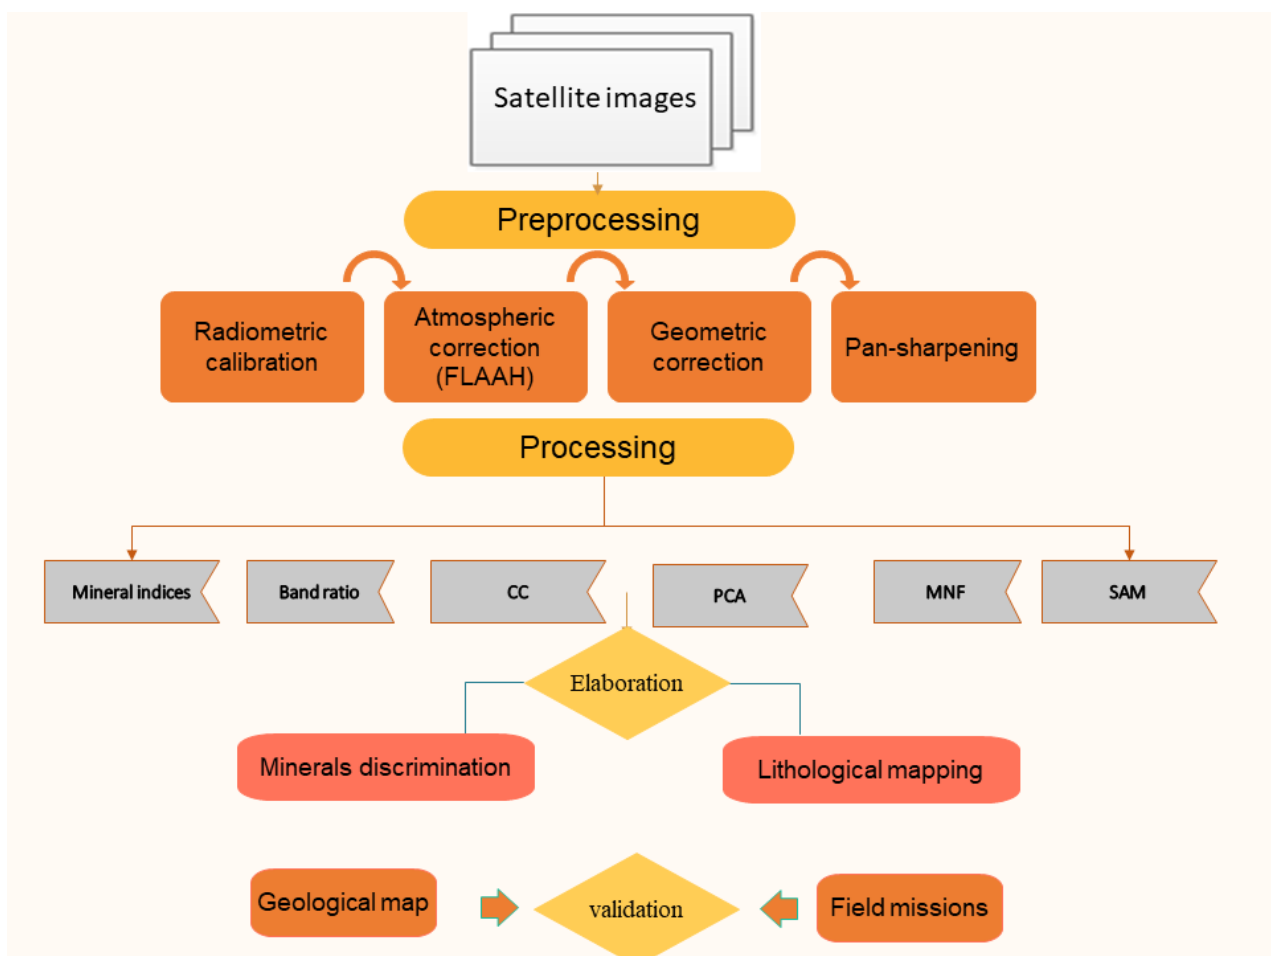 Satellite images
Preprocessing
Radiometric
calibration
Atmospheric
correction
(FLAAH)
Geometric
correction
Pan-sharpening
Processing
Mineral indices
Band ratio
CC
PCA
MNF
SAM
Elaboration
Minerals discrimination
Lithological mapping
Geological map
validation
Field missions